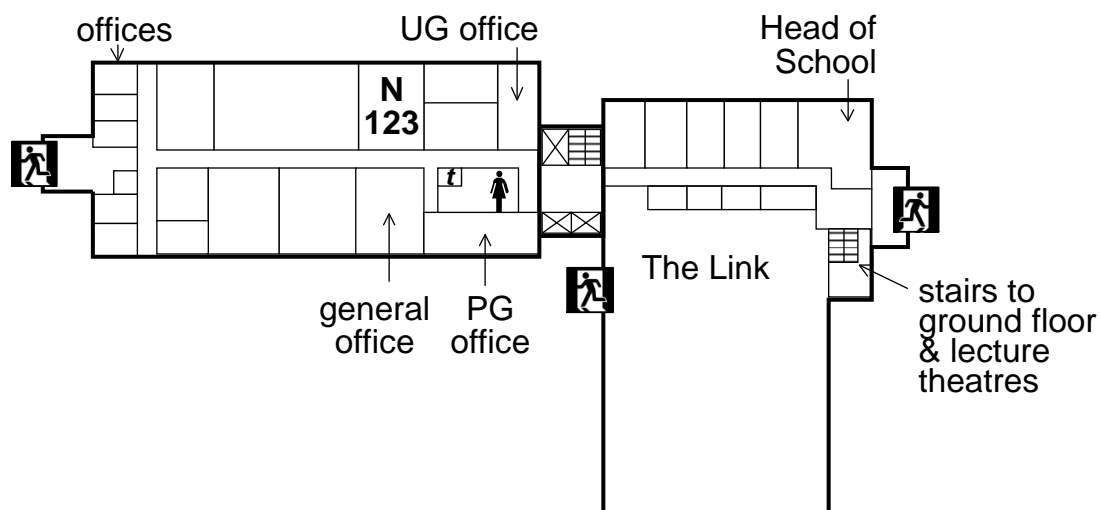 offices
UG office
Head of
School
N
123
t
The Link
general
office
PG
office
stairs to
ground floor
& lecture
theatres